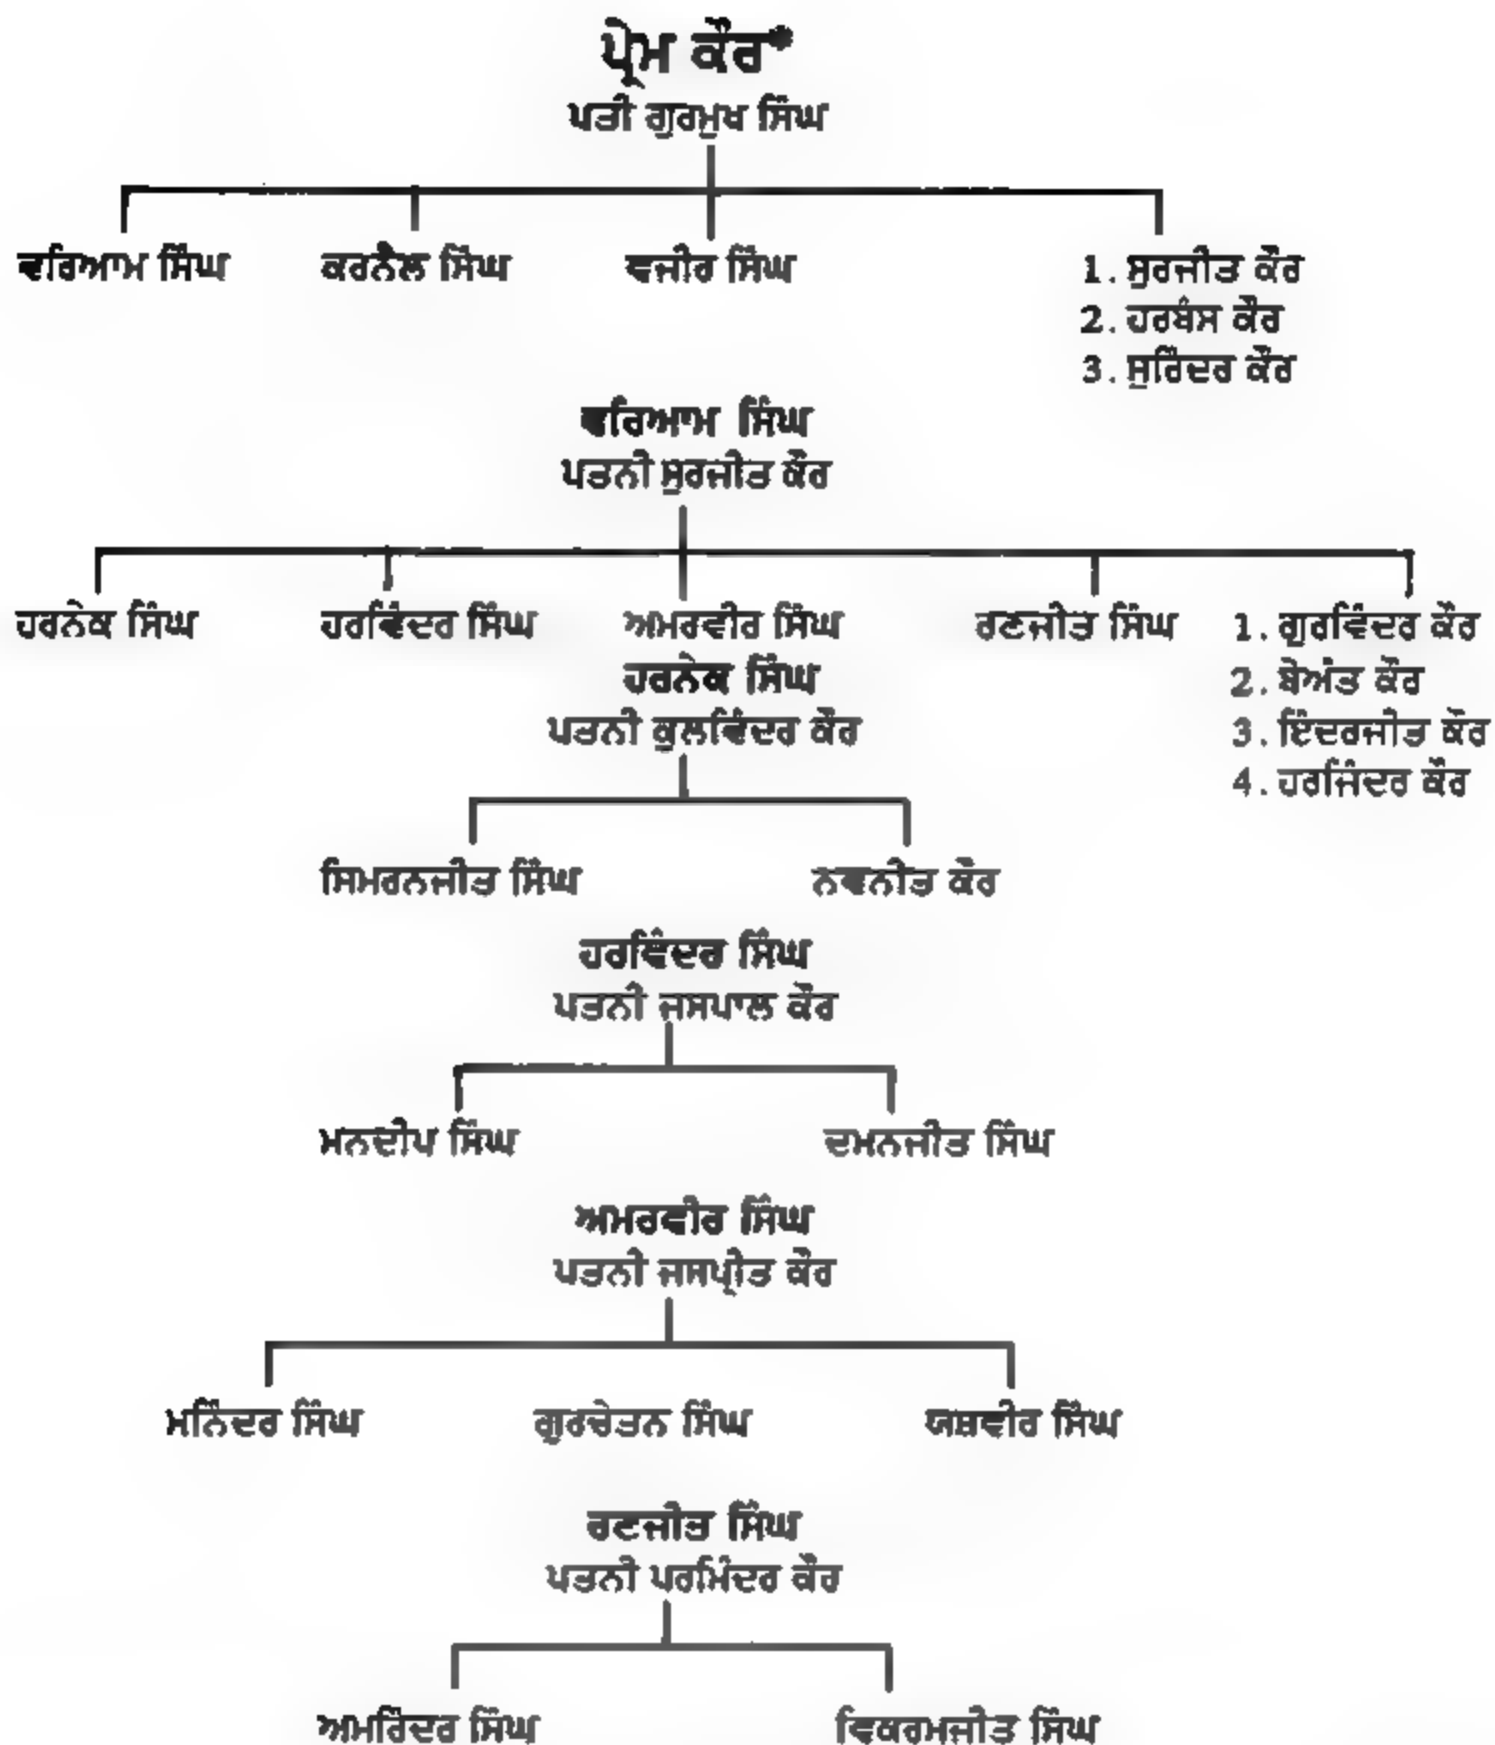 ਪ੍ਰੇਮ ਕੌਰ*
ਪਤੀ ਗੁਰਮੁਖ ਸਿੰਘ
ਵਰਿਆਮ ਸਿੰਘ ਕਰਨੈਲ ਸਿੰਘ ਵਜੀਰ ਸਿੰਘ 1. ਸੁਰਜੀਤ ਕੌਰ
2. ਹਰਬੰਸ ਕੌਰ
3. ਸੁਰਿੰਦਰ ਕੌਰ
ਵਰਿਆਮ ਸਿੰਘ
ਪਤਨੀ ਸੁਰਜੀਤ ਕੌਰ
ਹਰਨੇਕ ਸਿੰਘ ਹਰਵਿੰਦਰ ਸਿੰਘ ਅਮਰਵੀਰ ਸਿੰਘ ਰਣਜੀਤ ਸਿੰਘ 1. ਗੁਰਵਿੰਦਰ ਕੌਰ
2. ਬੇਅੰਤ ਕੌਰ
3. ਇੰਦਰਜੀਤ ਕੌਰ
4. ਹਰਜਿੰਦਰ ਕੌਰ
ਹਰਨੇਕ ਸਿੰਘ
ਪਤਨੀ ਕੁਲਵਿੰਦਰ ਕੌਰ
ਸਿਮਰਨਜੀਤ ਸਿੰਘ ਨਵਨੀਤ ਕੌਰ
ਹਰਵਿੰਦਰ ਸਿੰਘ
ਪਤਨੀ ਜਸਪਾਲ ਕੌਰ
ਮਨਦੀਪ ਸਿੰਘ ਦਮਨਜੀਤ ਸਿੰਘ
ਅਮਰਵੀਰ ਸਿੰਘ
ਪਤਨੀ ਜਸਪ੍ਰੀਤ ਕੌਰ
ਮਨਿੰਦਰ ਸਿੰਘ ਗੁਰਚੇਤਨ ਸਿੰਘ ਯਸ਼ਵੀਰ ਸਿੰਘ
ਰਣਜੀਤ ਸਿੰਘ
ਪਤਨੀ ਪਰਮਿੰਦਰ ਕੌਰ
ਅਮਰਿੰਦਰ ਸਿੰਘ ਵਿਕਰਮਜੀਤ ਸਿੰਘ